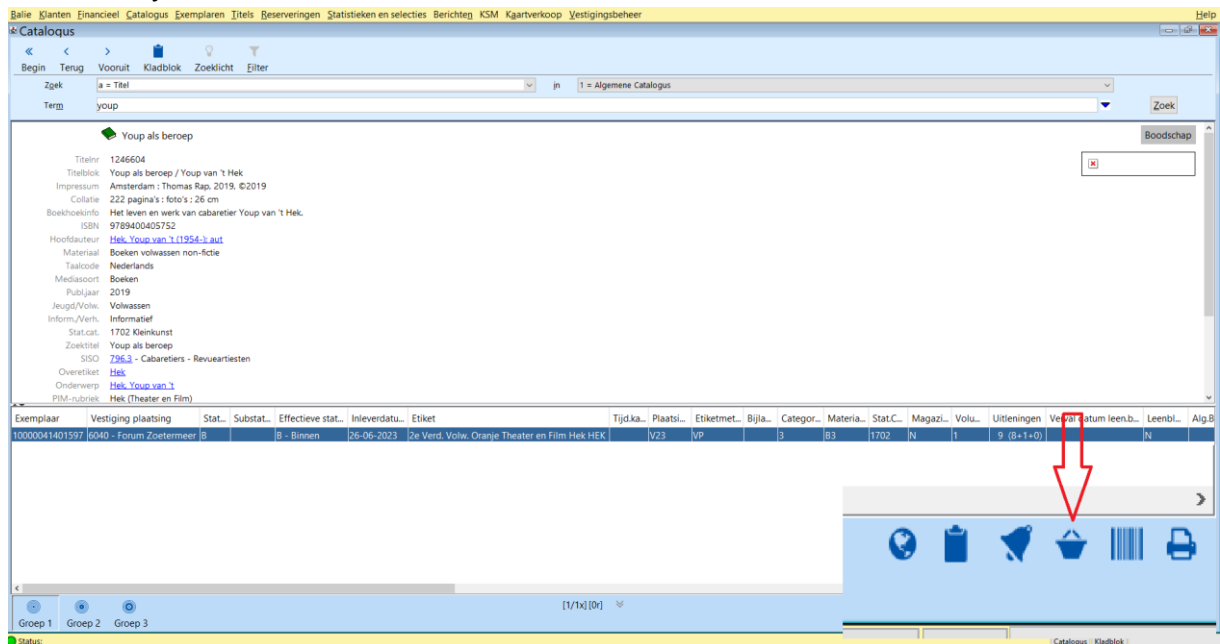 Balie Klanten Financieel Catalogus Exemplaren Titels Reserveringen Statistieken en selecties Berichten KSM Kaartverkoop Vestigingsbeheer Help
Catalogus
Begin Terug Vooruit Kladblok Zoeklicht Filter
Zoek a = Titel in 1 = Algemene Catalogus
Term youp Zoek
Youp als beroep Boodschap
Titelnr 1246604
Titelblok Youp als beroep / Youp van 't Hek
Impressum Amsterdam : Thomas Rap, 2019, ©2019
Collatie 222 pagina's : foto's ; 26 cm
Boekhoekinfo Het leven en werk van cabaretier Youp van 't Hek.
ISBN 9789400405752
Hoofdauteur Hek, Youp van 't (1954-); aut
Materiaal Boeken volwassen non-fictie
Taalcode Nederlands
Mediasoort Boeken
Publ.jaar 2019
Jeugd/Volw. Volwassen
Inform./Verh. Informatief
Stat.cat. 1702 Kleinkunst
Zoektitel Youp als beroep
SISO 796.3 - Cabaretiers - Revueartiesten
Overetiket Hek
Onderwerp Hek, Youp van 't
PIM-rubriek Hek (Theater en Film)
Exemplaar Vestiging plaatsing Stat... Substat... Effectieve stat... Inleverdatu... Etiket Tijd.ka... Plaatsi... Etiketmet... Bijla... Categor... Materia... Stat.C... Magazi... Volu... Uitleningen Verval datum leen.b... Leenbl... Alg.B
10000041401597 6040 - Forum Zoetermeer B B - Binnen 26-06-2023 2e Verd. Volw. Oranje Theater en Film Hek HEK V23 VP 3 B3 1702 N 1 9 (8+1+0) N
[1/1x] [0r]
Groep 1 Groep 2 Groep 3
Status: Catalogus Kladblok